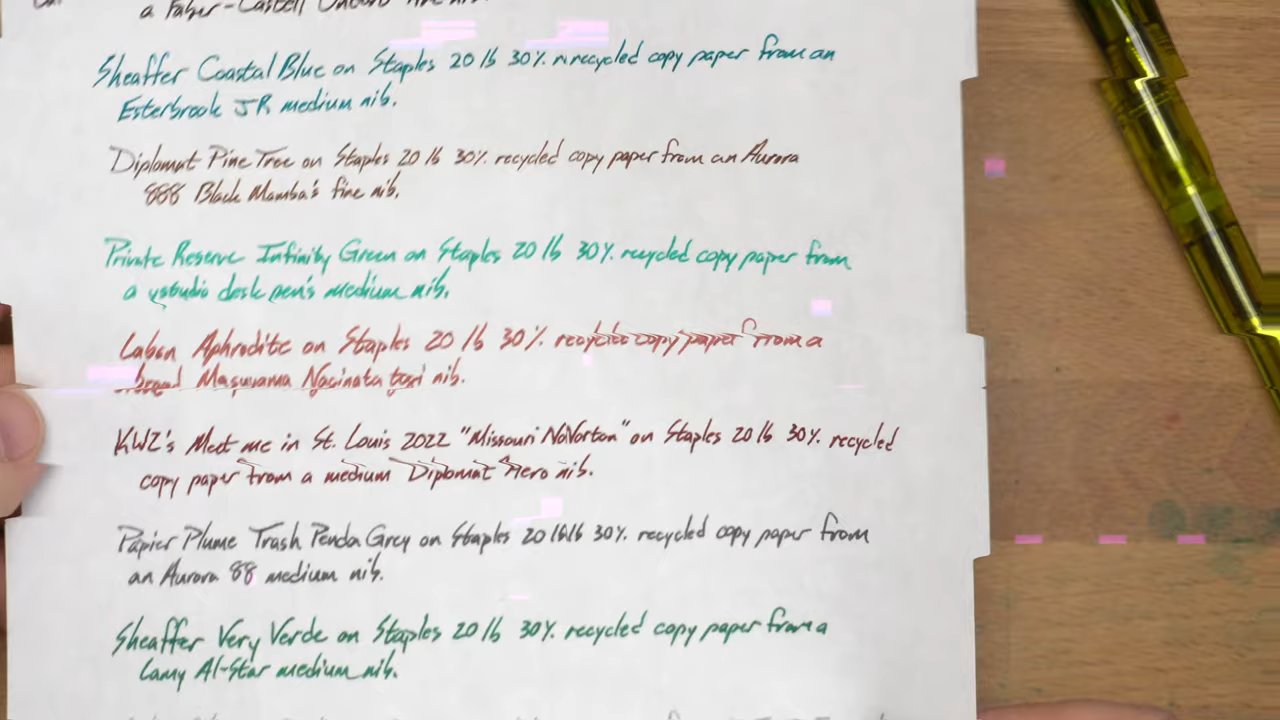 a Faber-Castell
Sheaffer Coastal Blue on Staples 20 lb 30% recycled copy paper from an
Esterbrook JR medium nib.
Diplomat Pine Tree on Staples 20 lb 30% recycled copy paper from an Aurora
888 Black Mamba's fine nib.
Private Reserve Infinity Green on Staples 20 lb 30% recycled copy paper from
a ystudio desk pen's medium nib.
Laban Aphrodite on Staples 20 lb 30% recycled copy paper from a
broad nib.
KWZ's Meet me in St. Louis 2022 "Missouri NoVorton" on Staples 20 lb 30% recycled
copy paper from a medium Diplomat Aero nib.
Papier Plume Trash Panda Grey on Staples 20 lb 30% recycled copy paper from
an Aurora 88 medium nib.
Sheaffer Very Verde on Staples 20 lb 30% recycled copy paper from a
Lamy Al-Star medium nib.